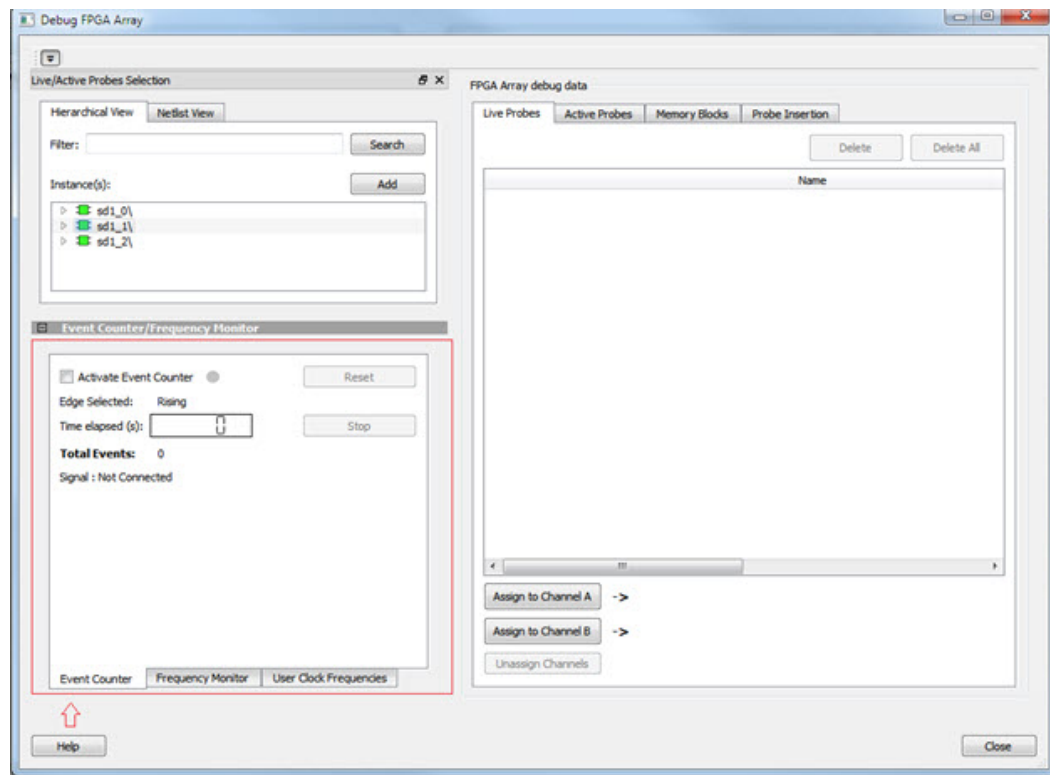 Debug FPGA Array
Live/Active Probes Selection
Hierarchical View Netlist View
Filter: Search
Instance(s): Add
sd1_0\
sd1_1\
sd1_2\
Event Counter/Frequency Monitor
Activate Event Counter Reset
Edge Selected: Rising
Time elapsed (s): 0 Stop
Total Events: 0
Signal : Not Connected
Event Counter Frequency Monitor User Clock Frequencies
Help
FPGA Array debug data
Live Probes Active Probes Memory Blocks Probe Insertion
Delete Delete All
Name
Assign to Channel A ->
Assign to Channel B ->
Unassign Channels
Close